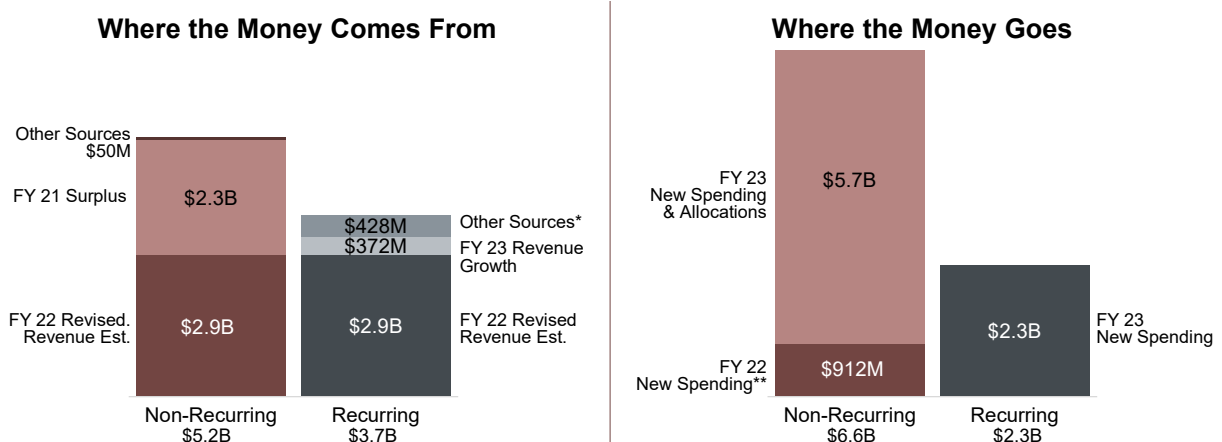 Where the Money Comes From
Other Sources
$50M
FY 21 Surplus
$2.3B
FY 22 Revised.
Revenue Est.
$2.9B
$428M
$372M
$2.9B
Other Sources*
FY 23 Revenue
Growth
FY 22 Revised
Revenue Est.
Non-Recurring
$5.2B
Recurring
$3.7B
Where the Money Goes
FY 23
New Spending
& Allocations
$5.7B
FY 22
New Spending**
$912M
$2.3B
FY 23
New Spending
Non-Recurring
$6.6B
Recurring
$2.3B